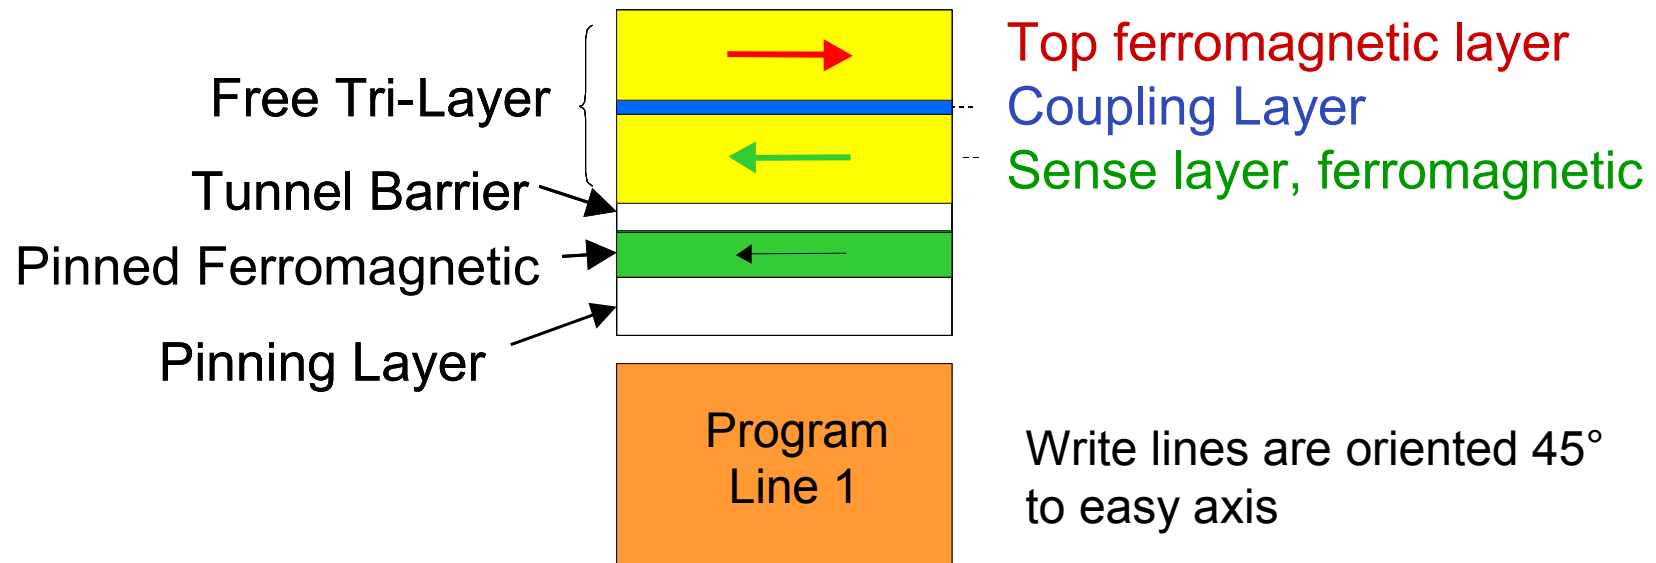 Top ferromagnetic layer
Free Tri-Layer
Coupling Layer
Sense layer, ferromagnetic
Tunnel Barrier
Pinned Ferromagnetic
Pinning Layer
Program
Line 1
Write lines are oriented 45°
to easy axis